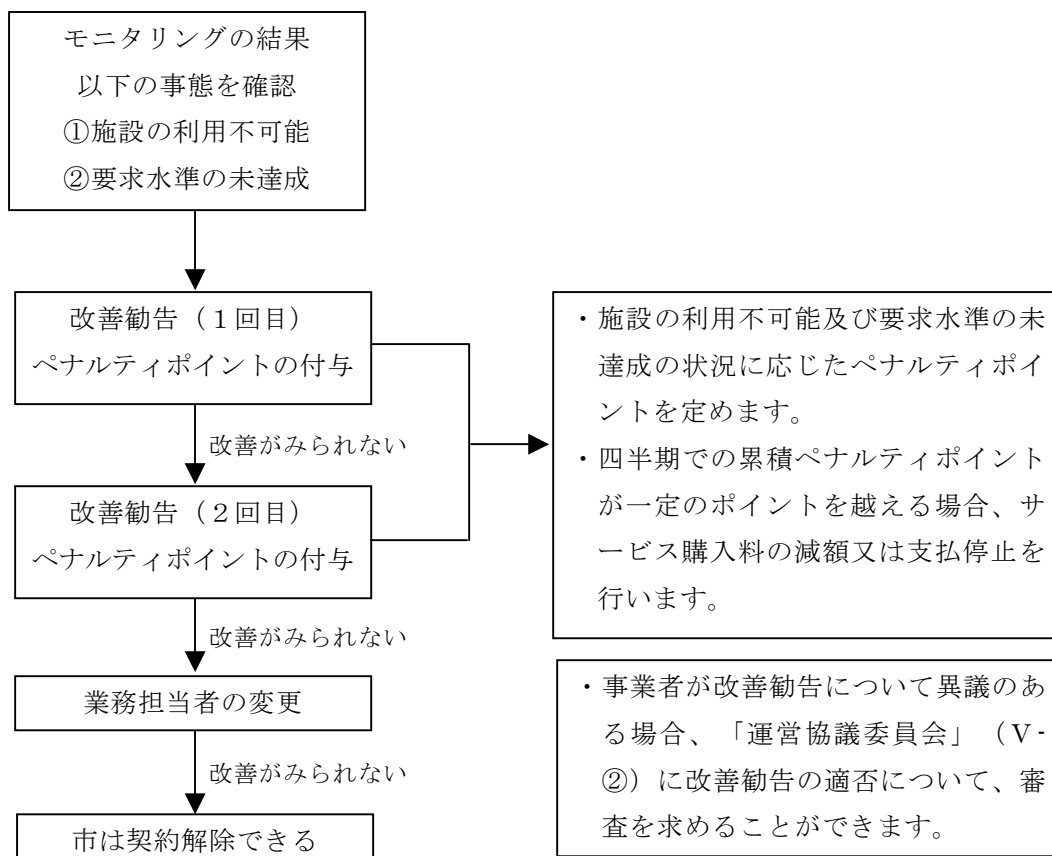 モニタリングの結果
以下の事態を確認
①施設の利用不可能
②要求水準の未達成
改善勧告（１回目）
ペナルティポイントの付与
改善がみられない
改善勧告（２回目）
ペナルティポイントの付与
改善がみられない
業務担当者の変更
改善がみられない
市は契約解除できる
・施設の利用不可能及び要求水準の未
達成の状況に応じたペナルティポイ
ントを定めます。
・四半期での累積ペナルティポイント
が一定のポイントを越える場合、サ
ービス購入料の減額又は支払停止を
行います。
・事業者が改善勧告について異議のあ
る場合、「運営協議委員会」（Ⅴ-
②）に改善勧告の適否について、審
査を求めることができます。